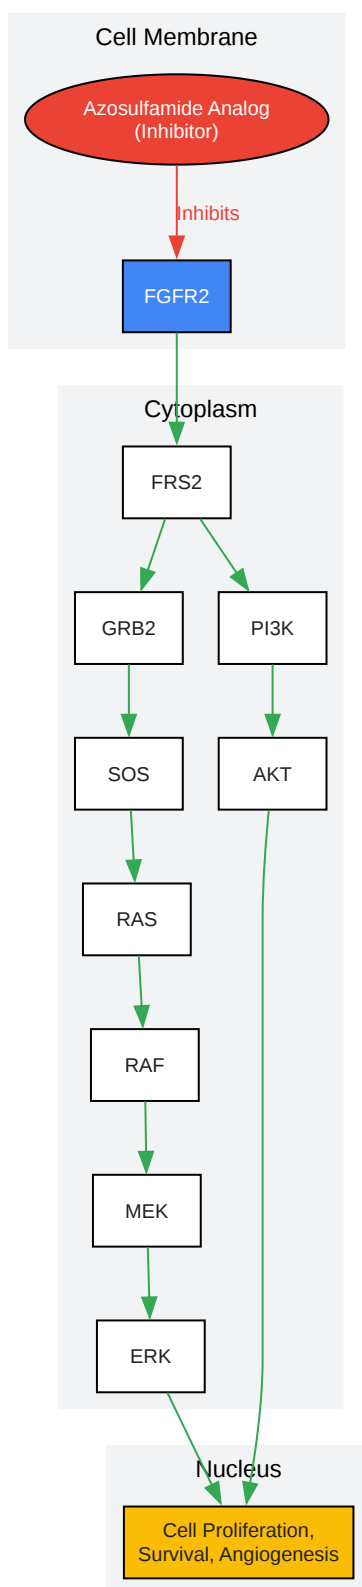 Cell Membrane
Azosulfamide Analog
(Inhibitor)
Inhibits
FGFR2
Cytoplasm
FRS2
GRB2
PI3K
SOS
AKT
RAS
RAF
MEK
ERK
Nucleus
Cell Proliferation,
Survival, Angiogenesis